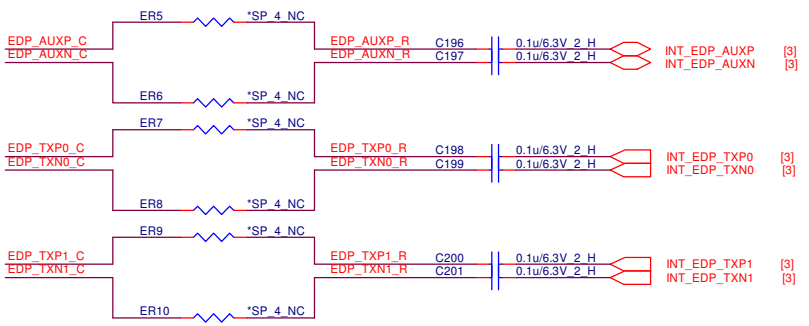 ER5 *SP_4_NC
EDP_AUXP_C EDP_AUXP_R C196 0.1u/6.3V_2_H INT_EDP_AUXP [3]
EDP_AUXN_C EDP_AUXN_R C197 0.1u/6.3V_2_H INT_EDP_AUXN [3]
ER6 *SP_4_NC
ER7 *SP_4_NC
EDP_TXP0_C EDP_TXP0_R C198 0.1u/6.3V_2_H INT_EDP_TXP0 [3]
EDP_TXN0_C EDP_TXN0_R C199 0.1u/6.3V_2_H INT_EDP_TXN0 [3]
ER8 *SP_4_NC
ER9 *SP_4_NC
EDP_TXP1_C EDP_TXP1_R C200 0.1u/6.3V_2_H INT_EDP_TXP1 [3]
EDP_TXN1_C EDP_TXN1_R C201 0.1u/6.3V_2_H INT_EDP_TXN1 [3]
ER10 *SP_4_NC